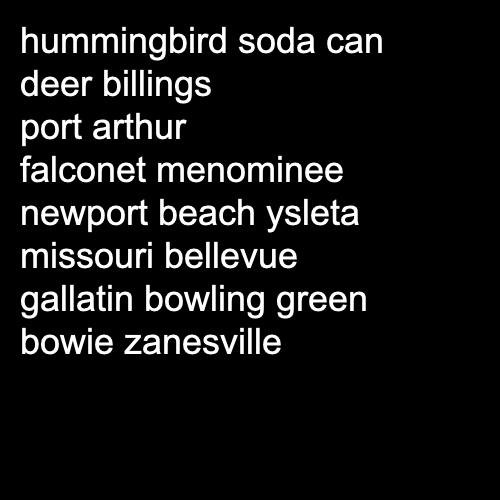 hummingbird soda can
deer billings
port arthur
falconet menominee
newport beach ysleta
missouri bellevue
gallatin bowling green
bowie zanesville